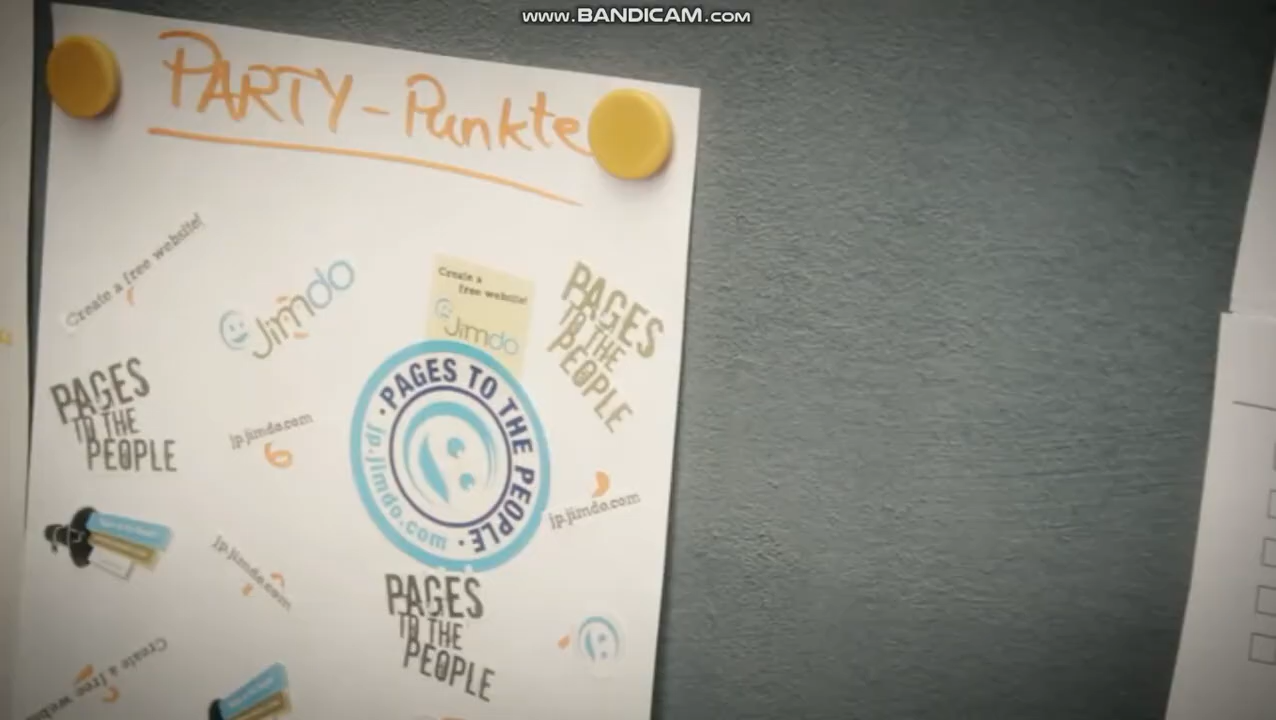 www.BANDICAM.com
PARTY-Punkte
Create a free website!
Jimdo
Create a
free website!
Jimdo
PAGES
TO THE
PEOPLE
PAGES
TO THE
PEOPLE
jp.jimdo.com
6
· PAGES TO THE PEOPLE ·
jp.jimdo.com
jp.jimdo.com
jp.jimdo.com
PAGES
TO THE
PEOPLE
Create a free web